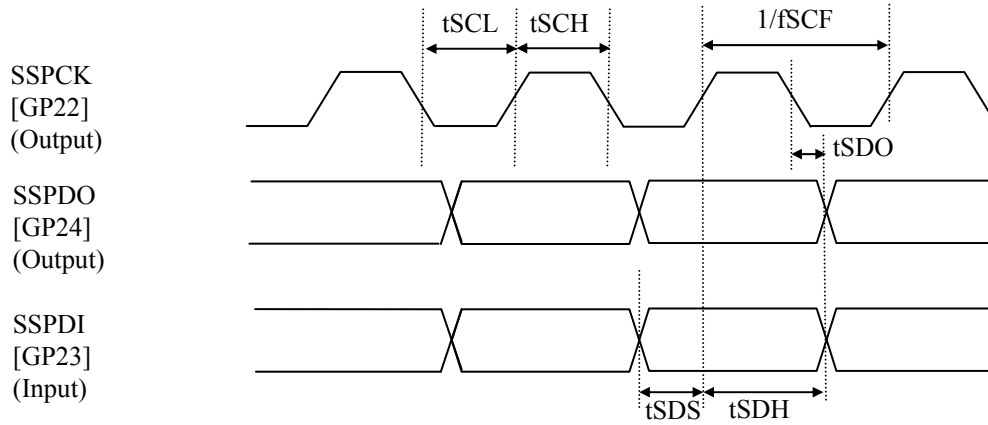 tSCL
tSCH
1/fSCF
SSPCK
[GP22]
(Output)
tSDO
SSPDO
[GP24]
(Output)
SSPDI
[GP23]
(Input)
tSDS
tSDH